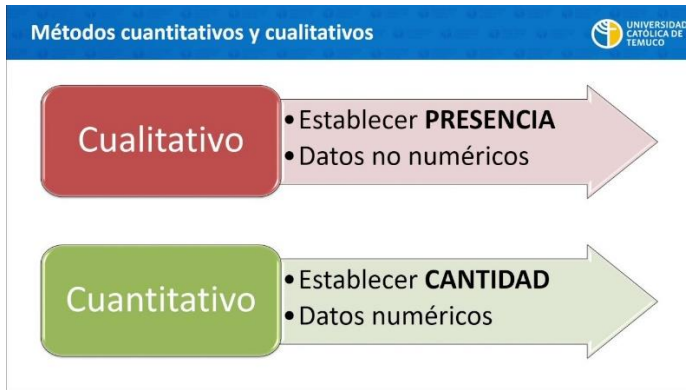 Métodos cuantitativos y cualitativos
UNIVERSIDAD
CATÓLICA DE
TEMUCO
Cualitativo
•Establecer PRESENCIA
•Datos no numéricos
Cuantitativo
•Establecer CANTIDAD
•Datos numéricos